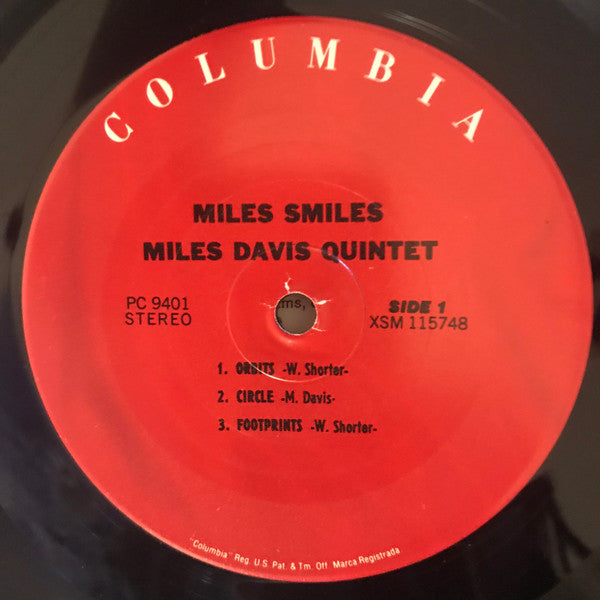 COLUMBIA
MILES SMILES
MILES DAVIS QUINTET
PC 9401
STEREO
SIDE 1
XSM 115748
1. ORBITS -W. Shorter-
2. CIRCLE -M. Davis-
3. FOOTPRINTS -W. Shorter-
"Columbia" Reg. U.S. Pat. & Tm. Off. Marca Registrada